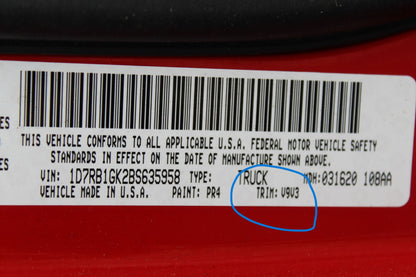 THIS VEHICLE CONFORMS TO ALL APPLICABLE U.S.A. FEDERAL MOTOR VEHICLE SAFETY
STANDARDS IN EFFECT ON THE DATE OF MANUFACTURE SHOWN ABOVE.
VIN: 1D7RB1GK2BS635958 TYPE: TRUCK MDH:031620 108AA
VEHICLE MADE IN U.S.A. PAINT: PR4 TRIM: V9V3